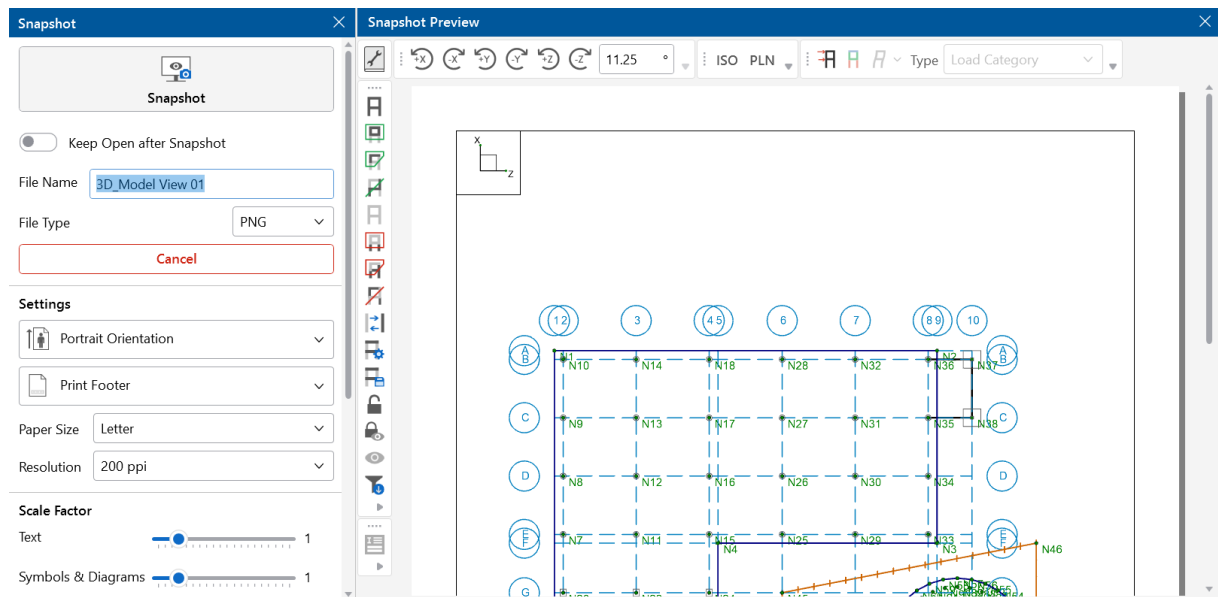 Snapshot
Snapshot Preview
Snapshot
+X -X +Y -Y +Z -Z 11.25 ° ISO PLN Type Load Category
Keep Open after Snapshot
File Name 3D_Model View 01
File Type PNG
Cancel
Settings
Portrait Orientation
Print Footer
Paper Size Letter
Resolution 200 ppi
Scale Factor
Text 1
Symbols & Diagrams 1
X
Z
1 2 3 4 5 6 7 8 9 10
A N1 N2 A
B N10 N14 N18 N28 N32 N36 N37 B
C N9 N13 N17 N27 N31 N35 N38 C
D N8 N12 N16 N26 N30 N34 D
E N7 N11 N15 N25 N29 N33 E
F N4 N3 N46 F
G G